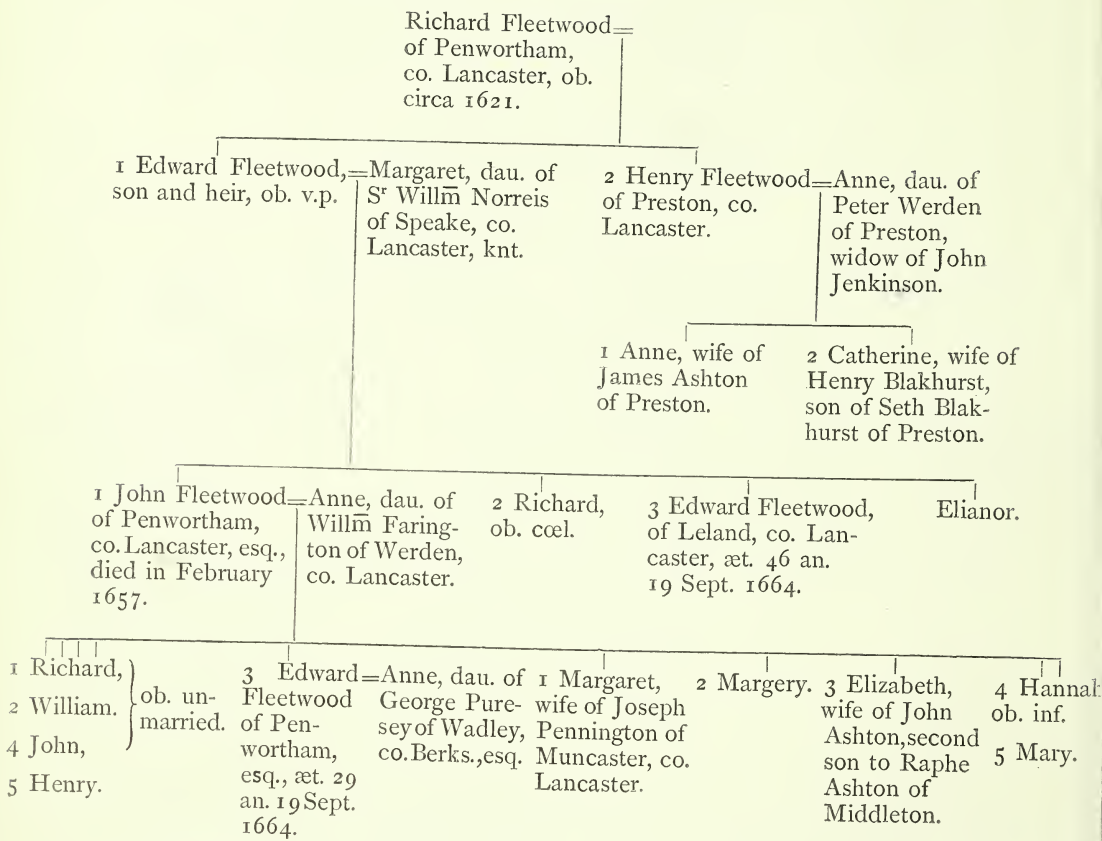 Richard Fleetwood=
of Penwortham,
co. Lancaster, ob.
circa 1621.
1 Edward Fleetwood,=
son and heir, ob. v.p.
Margaret, dau. of
Sʳ Willm̄ Norreis
of Speake, co.
Lancaster, knt.
2 Henry Fleetwood=
of Preston, co.
Lancaster.
Anne, dau. of
Peter Werden
of Preston,
widow of John
Jenkinson.
1 Anne, wife of
James Ashton
of Preston.
2 Catherine, wife of
Henry Blakhurst,
son of Seth Blak-
hurst of Preston.
1 John Fleetwood=
of Penwortham,
co. Lancaster, esq.,
died in February
1657.
Anne, dau. of
Willm̄ Faring-
ton of Werden,
co. Lancaster.
2 Richard,
ob. cœl.
3 Edward Fleetwood,
of Leland, co. Lan-
caster, æt. 46 an.
19 Sept. 1664.
Elianor.
1 Richard,
2 William.
4 John,
5 Henry.
ob. un-
married.
3 Edward=
Fleetwood
of Pen-
wortham,
esq., æt. 29
an. 19 Sept.
1664.
Anne, dau. of
George Pure-
sey of Wadley,
co. Berks., esq.
1 Margaret,
wife of Joseph
Pennington of
Muncaster, co.
Lancaster.
2 Margery.
3 Elizabeth,
wife of John
Ashton, second
son to Raphe
Ashton of
Middleton.
4 Hannah
ob. inf.
5 Mary.